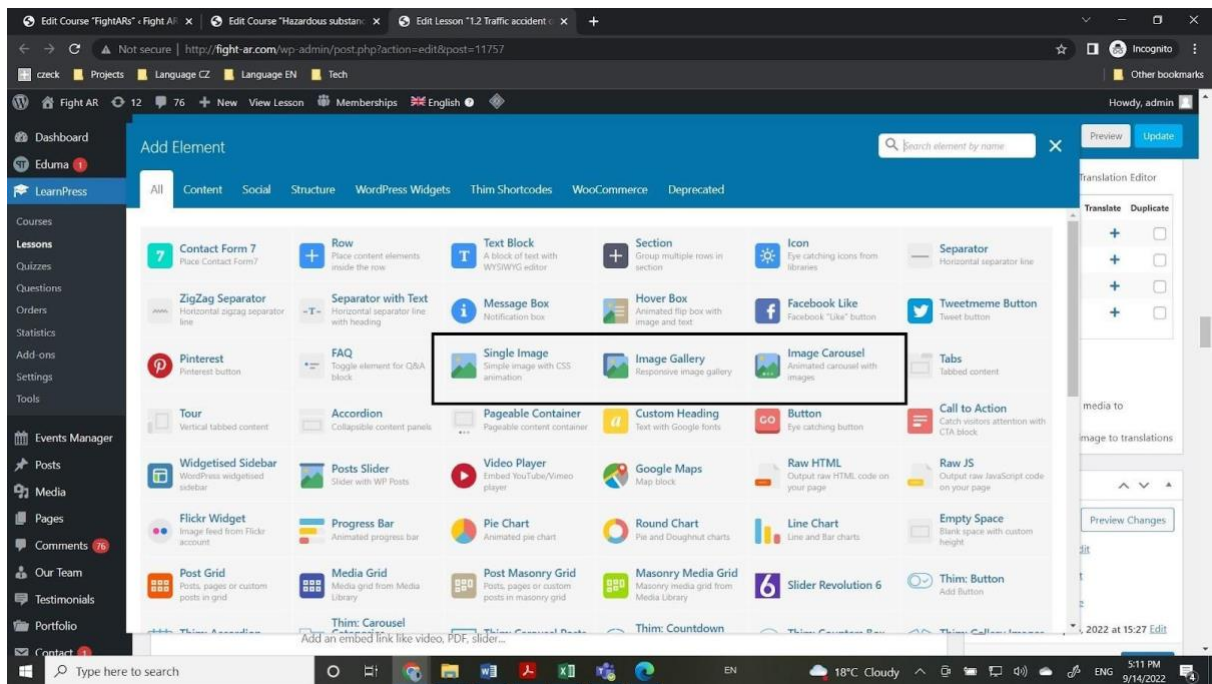 Edit Course "FightARs" ‹ Fight AR
Edit Course "Hazardous substanc
Edit Lesson "1.2 Traffic accident
Not secure | http://fight-ar.com/wp-admin/post.php?action=edit&post=11757
Incognito
czeck
Projects
Language CZ
Language EN
Tech
Other bookmarks
Fight AR
12
76
New
View Lesson
Memberships
English
Howdy, admin
Dashboard
Eduma 1
LearnPress
Courses
Lessons
Quizzes
Questions
Orders
Statistics
Add-ons
Settings
Tools
Events Manager
Posts
Media
Pages
Comments 76
Our Team
Testimonials
Portfolio
Contact 1
Add Element
Search element by name
All
Content
Social
Structure
WordPress Widgets
Thim Shortcodes
WooCommerce
Deprecated
Contact Form 7
Place Contact Form7
Row
Place content elements
inside the row
Text Block
A block of text with
WYSIWYG editor
Section
Group multiple rows in
section
Icon
Eye catching icons from
libraries
Separator
Horizontal separator line
ZigZag Separator
Horizontal zigzag separator
line
Separator with Text
Horizontal separator line
with heading
Message Box
Notification box
Hover Box
Animated flip box with
image and text
Facebook Like
Facebook "Like" button
Tweetmeme Button
Tweet button
Pinterest
Pinterest button
FAQ
Toggle element for Q&A
block
Single Image
Simple image with CSS
animation
Image Gallery
Responsive image gallery
Image Carousel
Animated carousel with
images
Tabs
Tabbed content
Tour
Vertical tabbed content
Accordion
Collapsible content panels
Pageable Container
Pageable content container
Custom Heading
Text with Google fonts
Button
Eye catching button
Call to Action
Catch visitors attention with
CTA block
Widgetised Sidebar
WordPress widgetised
sidebar
Posts Slider
Slider with WP Posts
Video Player
Embed YouTube/Vimeo
player
Google Maps
Map block
Raw HTML
Output raw HTML code on
your page
Raw JS
Output raw JavaScript code
on your page
Flickr Widget
Image feed from Flickr
account
Progress Bar
Animated progress bar
Pie Chart
Animated pie chart
Round Chart
Pie and Doughnut charts
Line Chart
Line and Bar charts
Empty Space
Blank space with custom
height
Post Grid
Posts, pages or custom
posts in grid
Media Grid
Media grid from Media
Library
Post Masonry Grid
Posts, pages or custom
posts in masonry grid
Masonry Media Grid
Masonry media grid from
Media Library
Slider Revolution 6
Thim: Button
Add Button
Thim: Accordion
Thim: Carousel
Categories
Thim: Carousel Posts
Thim: Countdown
Thim: Counters Box
Thim: Gallery Images
Add an embed link like video, PDF, slider...
Preview
Update
Translation Editor
Translate
Duplicate
media to
image to translations
Preview Changes
Edit
, 2022 at 15:27 Edit
Type here to search
EN
18°C Cloudy
ENG
5:11 PM
9/14/2022